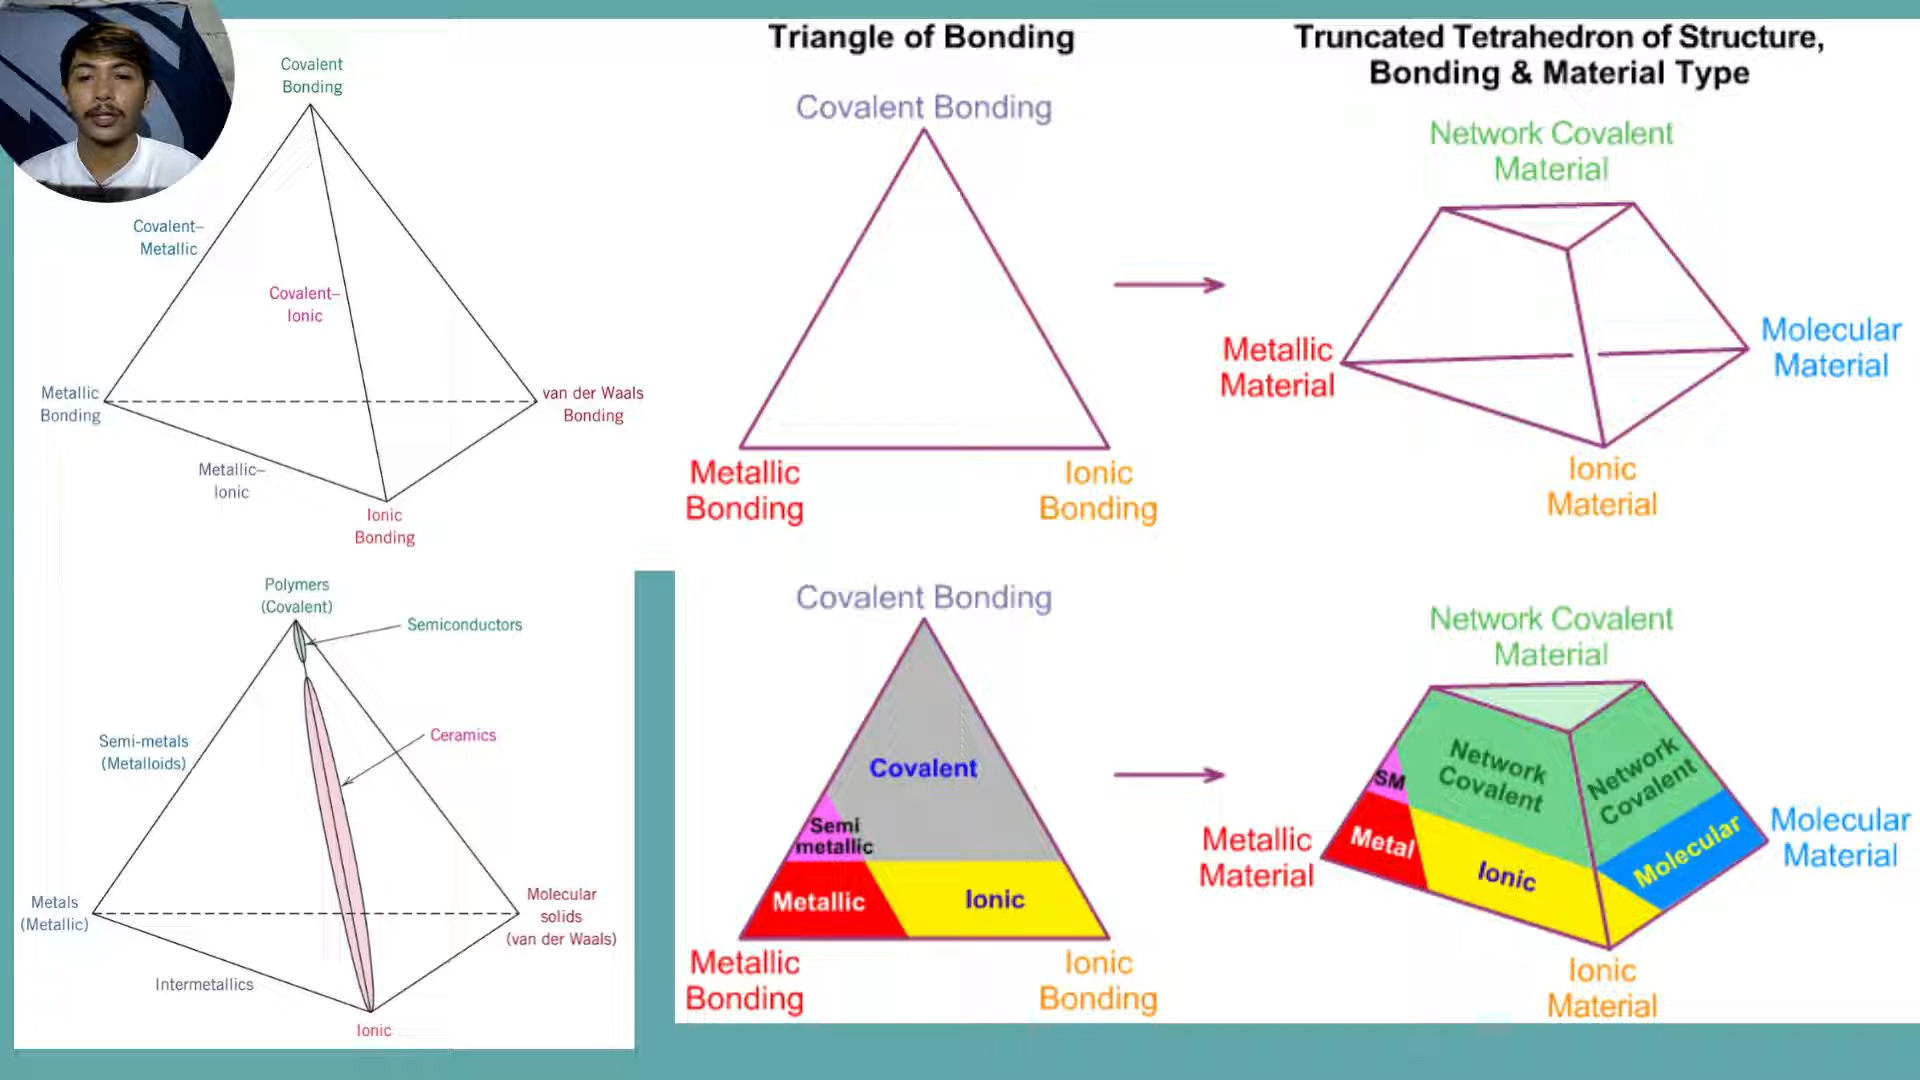 Covalent
Bonding
Covalent–
Metallic
Covalent–
Ionic
Metallic
Bonding
van der Waals
Bonding
Metallic–
Ionic
Ionic
Bonding
Polymers
(Covalent)
Semiconductors
Ceramics
Semi-metals
(Metalloids)
Metals
(Metallic)
Molecular
solids
(van der Waals)
Intermetallics
Ionic
Triangle of Bonding
Covalent Bonding
Metallic
Bonding
Ionic
Bonding
Truncated Tetrahedron of Structure,
Bonding & Material Type
Network Covalent
Material
Metallic
Material
Molecular
Material
Ionic
Material
Covalent Bonding
Covalent
Semi
metallic
Metallic
Ionic
Metallic
Bonding
Ionic
Bonding
Network Covalent
Material
Network
Covalent
Network
Covalent
SM
Metal
Ionic
Molecular
Metallic
Material
Molecular
Material
Ionic
Material